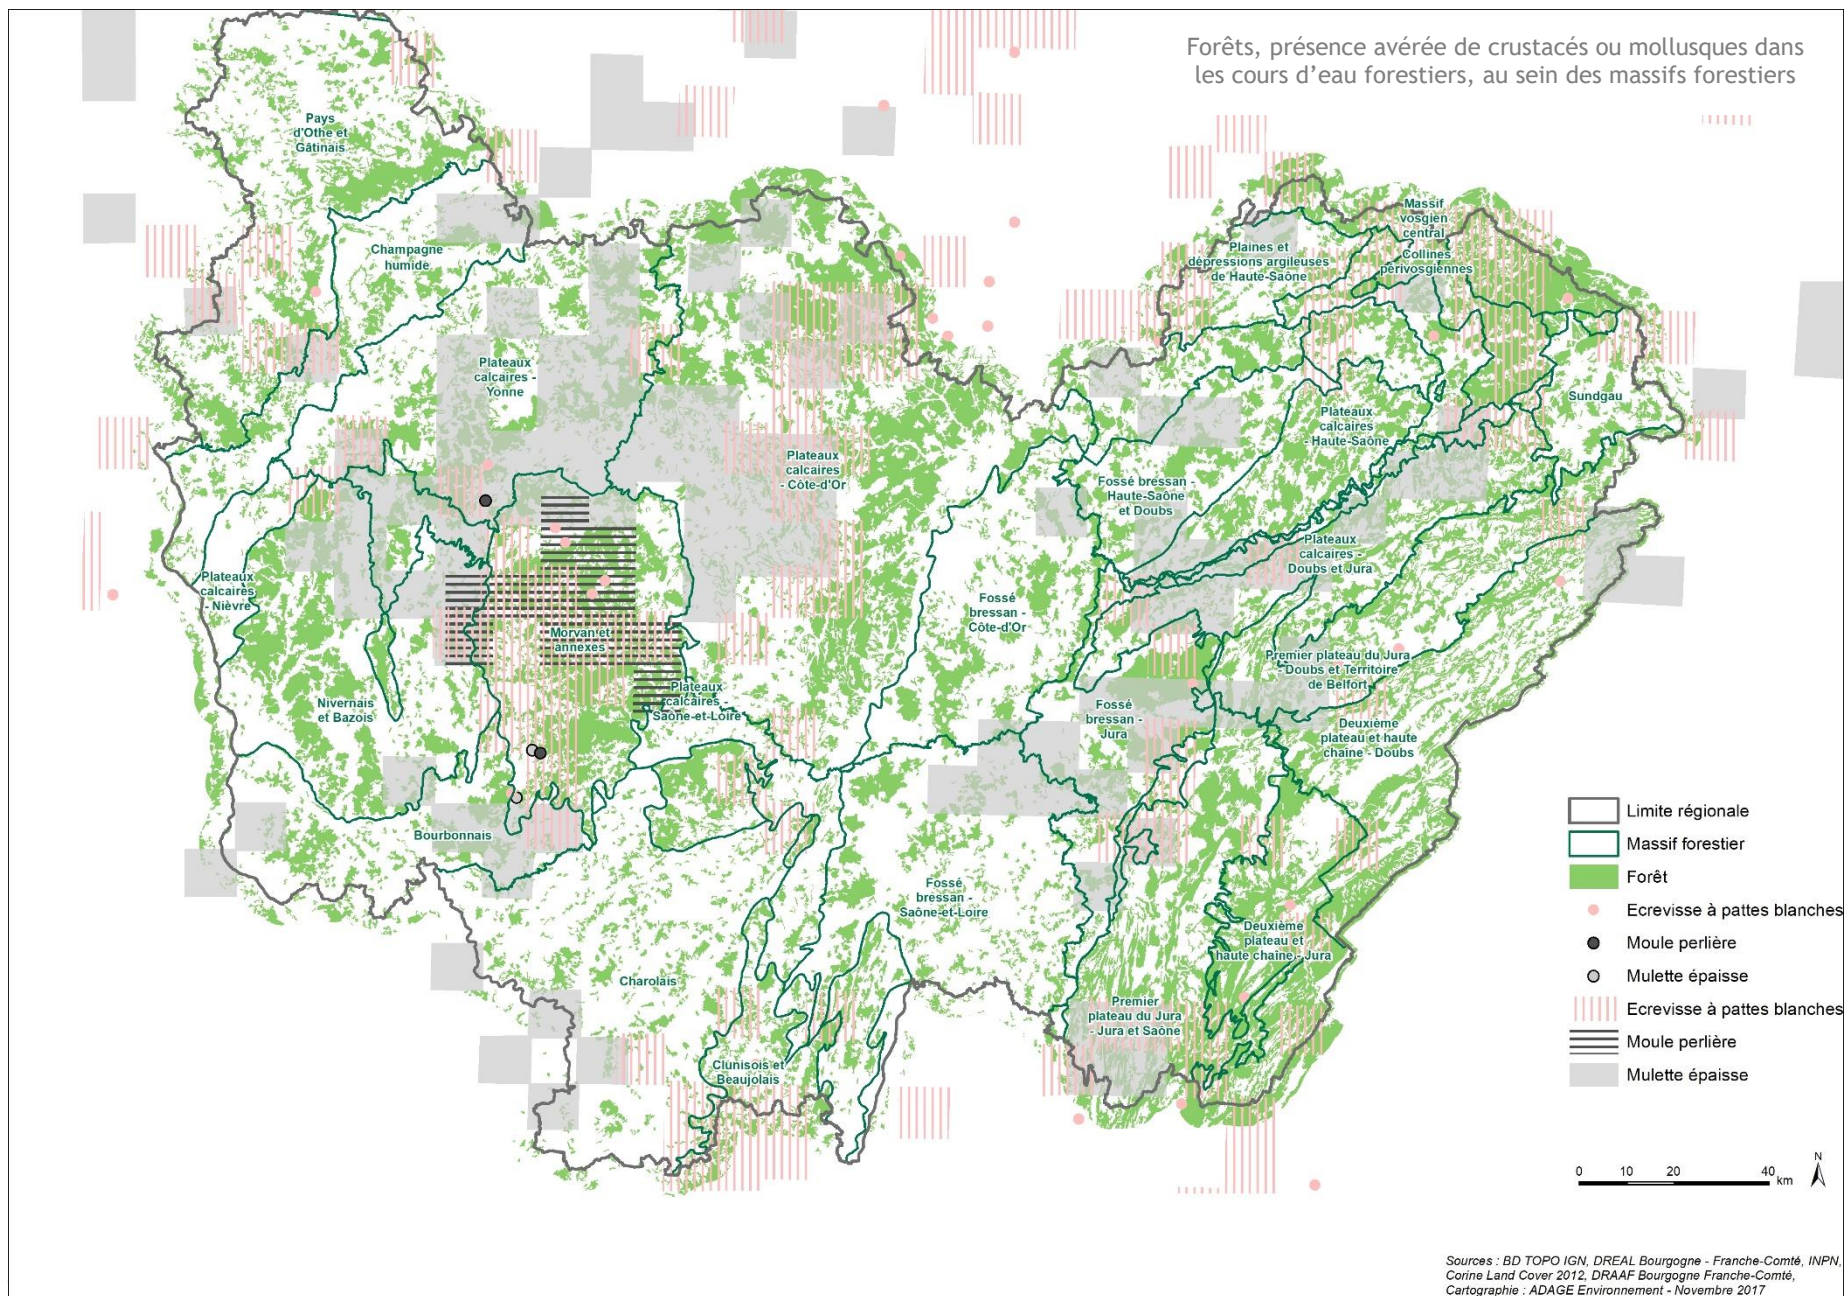 Forêts, présence avérée de crustacés ou mollusques dans
les cours d'eau forestiers, au sein des massifs forestiers
Pays
d'Othe et
Gâtinais
Champagne
humide
Massif
vosgien
central
Collines
périvosgiennes
Plaines et
dépressions argileuses
de Haute-Saône
Plateaux
calcaires -
Yonne
Sundgau
Plateaux
calcaires
- Haute-Saône
Plateaux
calcaires
- Côte-d'Or
Fossé bressan -
Haute-Saône
et Doubs
Plateaux
calcaires -
Doubs et Jura
Plateaux
calcaires
- Nièvre
Fossé
bressan -
Côte-d'Or
Morvan et
annexes
Premier plateau du Jura
- Doubs et Territoire
de Belfort
Plateaux
calcaires -
Saône-et-Loire
Nivernais
et Bazois
Fossé
bressan -
Jura
Deuxième
plateau et haute
chaine - Doubs
Bourbonnais
Fossé
bressan -
Saône-et-Loire
Deuxième
plateau et
haute chaîne - Jura
Charolais
Premier
plateau du Jura
- Jura et Saône
Clunisois et
Beaujolais
Limite régionale
Massif forestier
Forêt
Ecrevisse à pattes blanches
Moule perlière
Mulette épaisse
Ecrevisse à pattes blanches
Moule perlière
Mulette épaisse
0 10 20 40
km
N
Sources : BD TOPO IGN, DREAL Bourgogne - Franche-Comté, INPN,
Corine Land Cover 2012, DRAAF Bourgogne Franche-Comté,
Cartographie : ADAGE Environnement - Novembre 2017